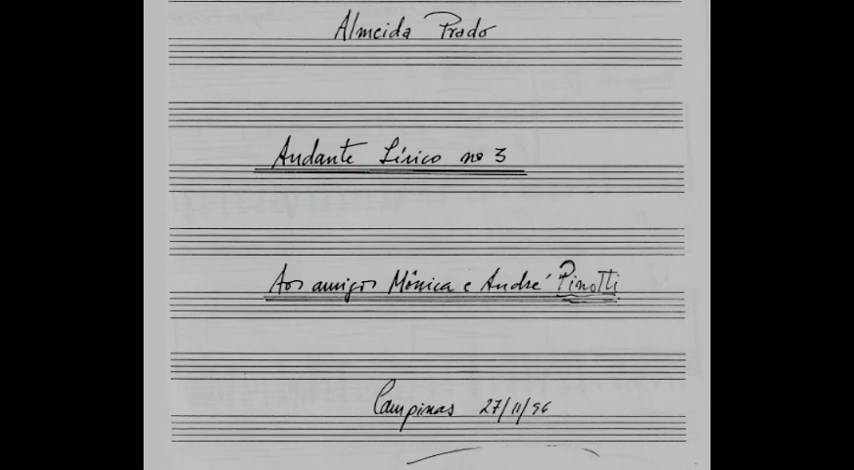 Almeida Prado
Andante Lírico nº 3
Aos amigos Mônica e André Pinotti
Campinas 27/11/96